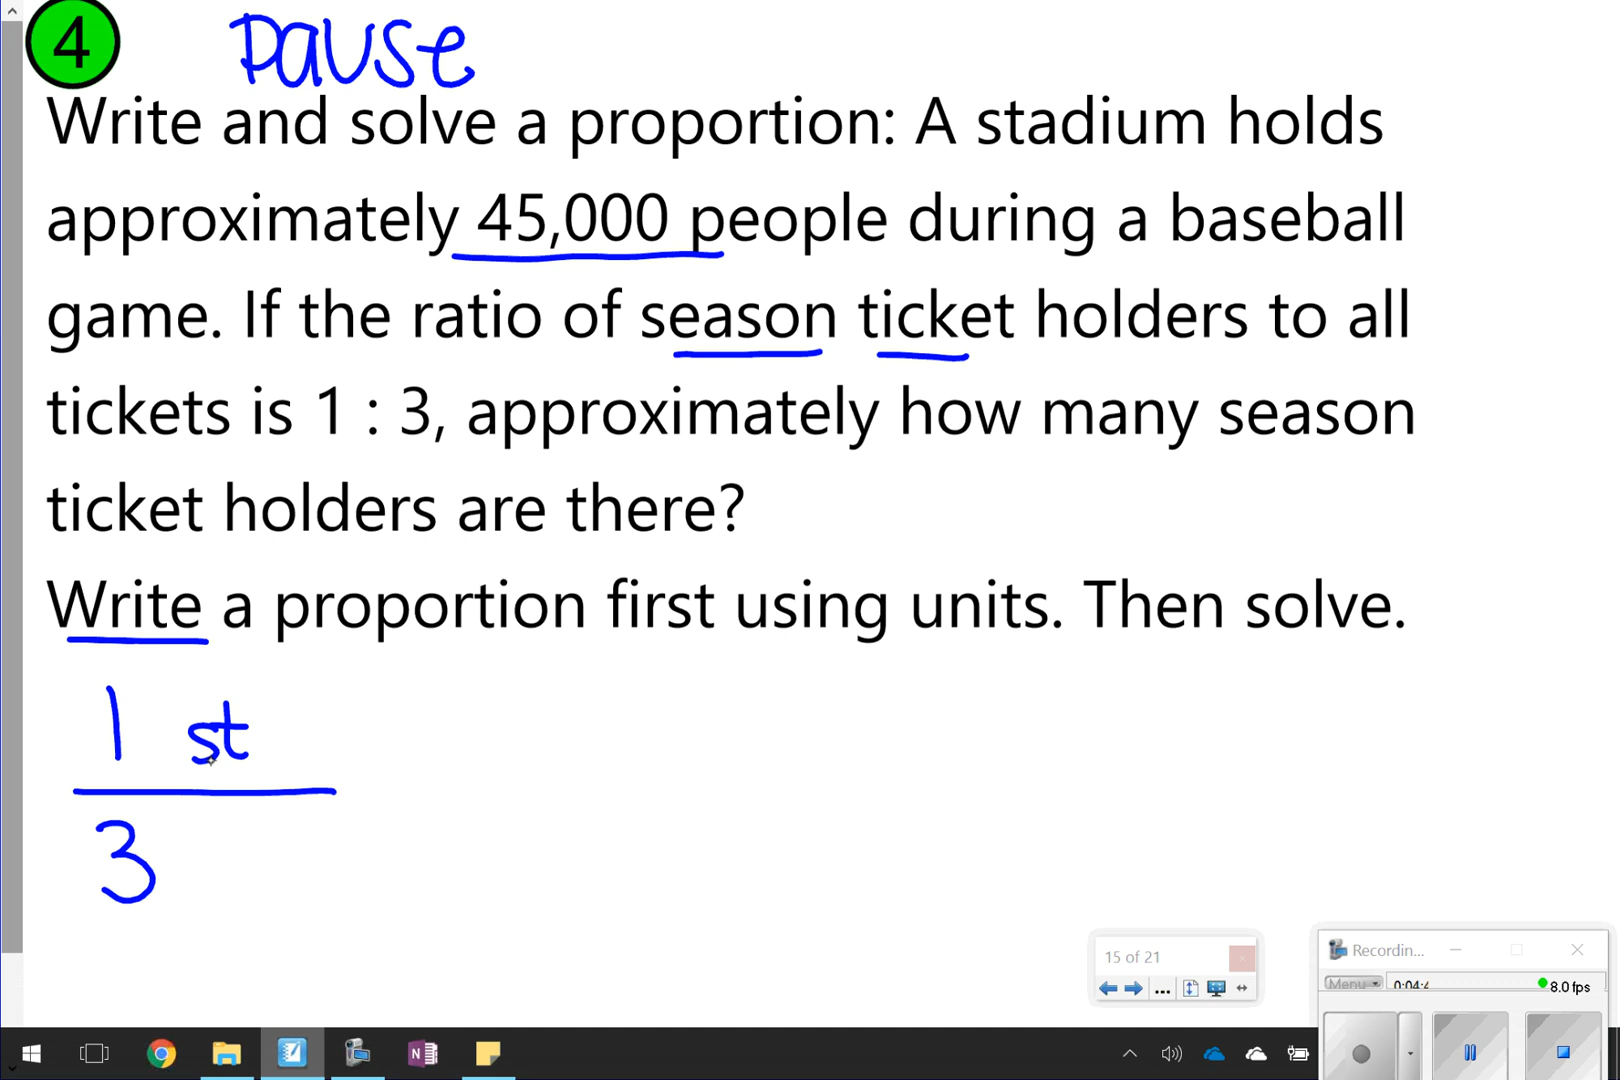 4 Pause
Write and solve a proportion: A stadium holds
approximately 45,000 people during a baseball
game. If the ratio of season ticket holders to all
tickets is 1 : 3, approximately how many season
ticket holders are there?
Write a proportion first using units. Then solve.
1 st
3
15 of 21
...
Recordin...
Menu
8.0 fps
N